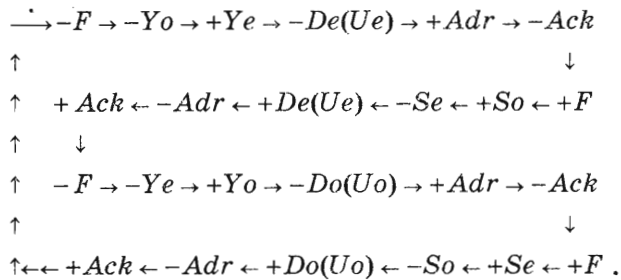 ⟶̇ −F → −Yo → +Ye → −De(Ue) → +Adr → −Ack
↑ ↓
↑ +Ack ← −Adr ← +De(Ue) ← −Se ← +So ← +F
↑ ↓
↑ −F → −Ye → +Yo → −Do(Uo) → +Adr → −Ack
↑ ↓
↑←← +Ack ← −Adr ← +Do(Uo) ← −So ← +Se ← +F .